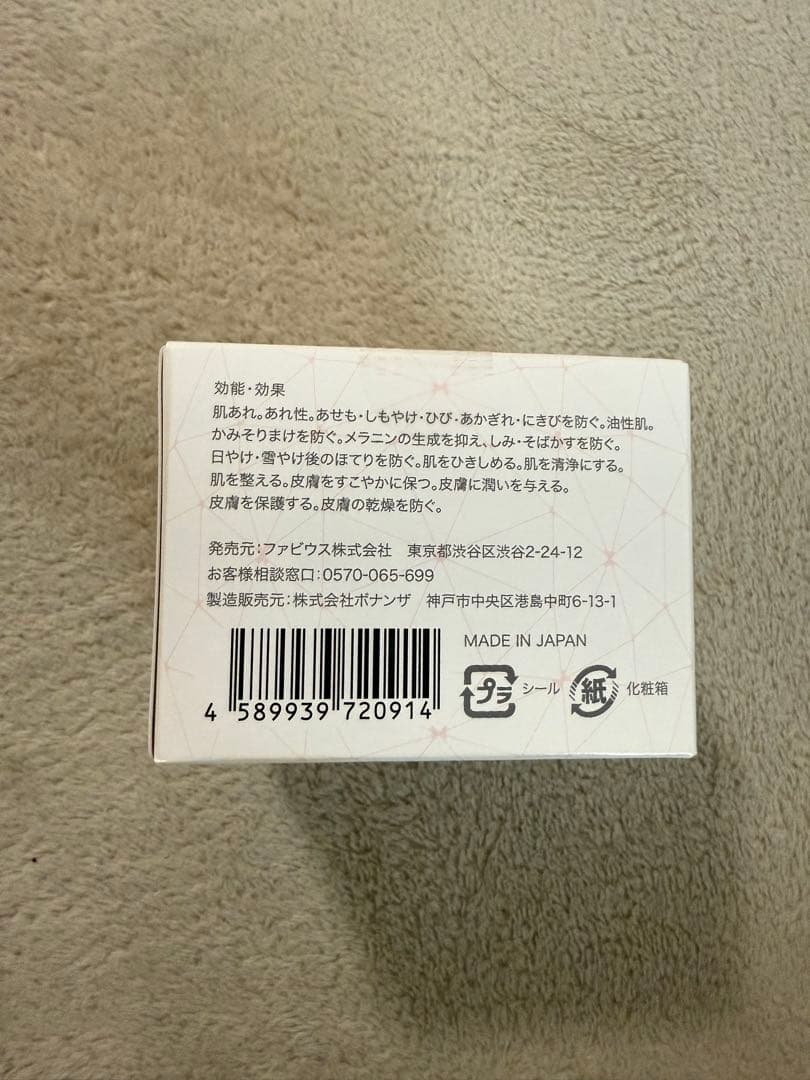 効能・効果
肌あれ。あれ性。あせも・しもやけ・ひび・あかぎれ・にきびを防ぐ。油性肌。
かみそりまけを防ぐ。メラニンの生成を抑え、しみ・そばかすを防ぐ。
日やけ・雪やけ後のほてりを防ぐ。肌をひきしめる。肌を清浄にする。
肌を整える。皮膚をすこやかに保つ。皮膚に潤いを与える。
皮膚を保護する。皮膚の乾燥を防ぐ。
発売元：ファビウス株式会社　東京都渋谷区渋谷2-24-12
お客様相談窓口：0570-065-699
製造販売元：株式会社ボナンザ　神戸市中央区港島中町6-13-1
MADE IN JAPAN
プラ シール 紙 化粧箱
4 589939 720914